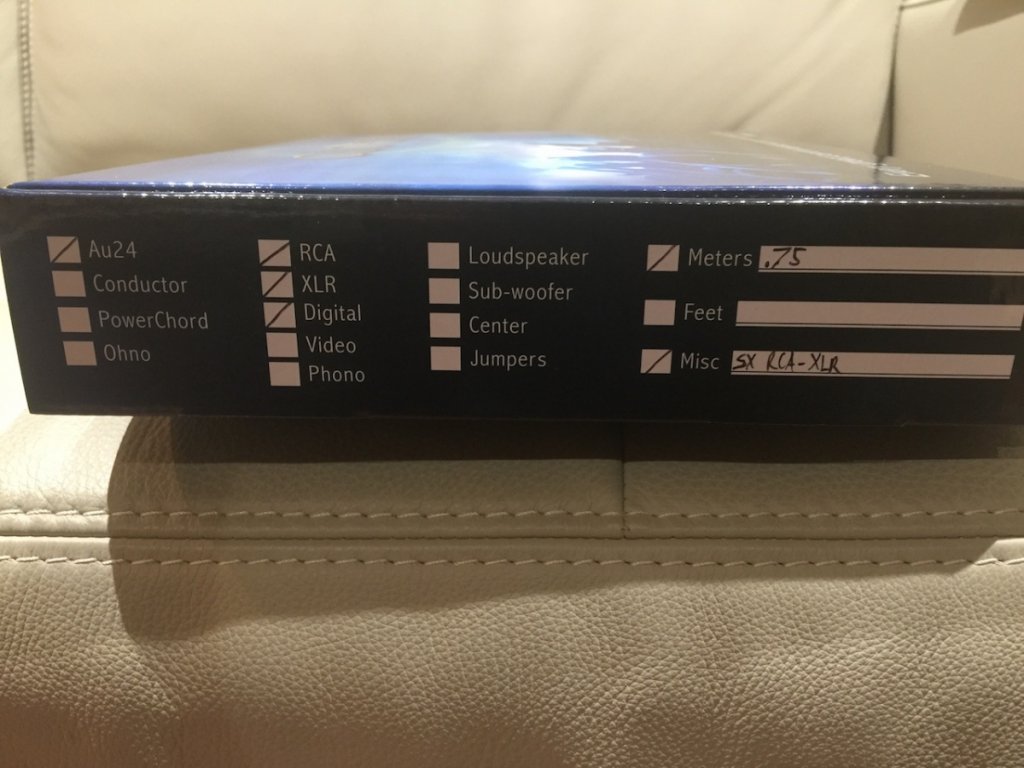 Au24
Conductor
PowerChord
Ohno
RCA
XLR
Digital
Video
Phono
Loudspeaker
Sub-woofer
Center
Jumpers
Meters .75
Feet
Misc SX RCA-XLR